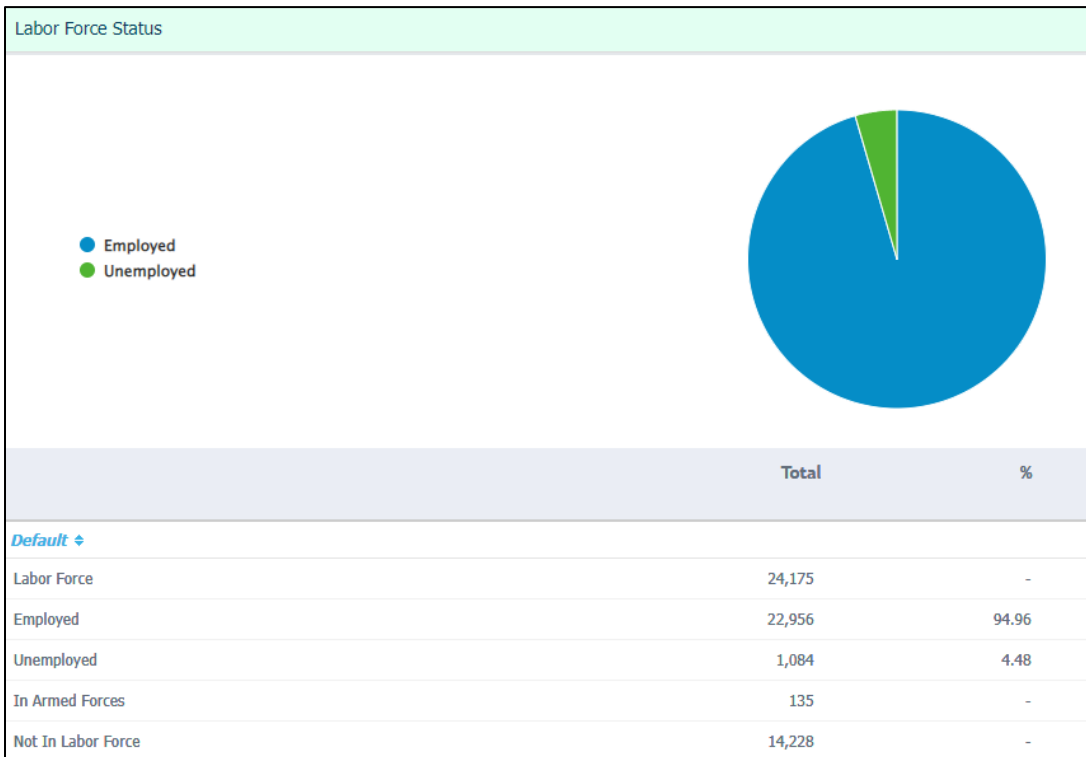 Labor Force Status
Employed
Unemployed
Total %
Default
Labor Force 24,175 -
Employed 22,956 94.96
Unemployed 1,084 4.48
In Armed Forces 135 -
Not In Labor Force 14,228 -